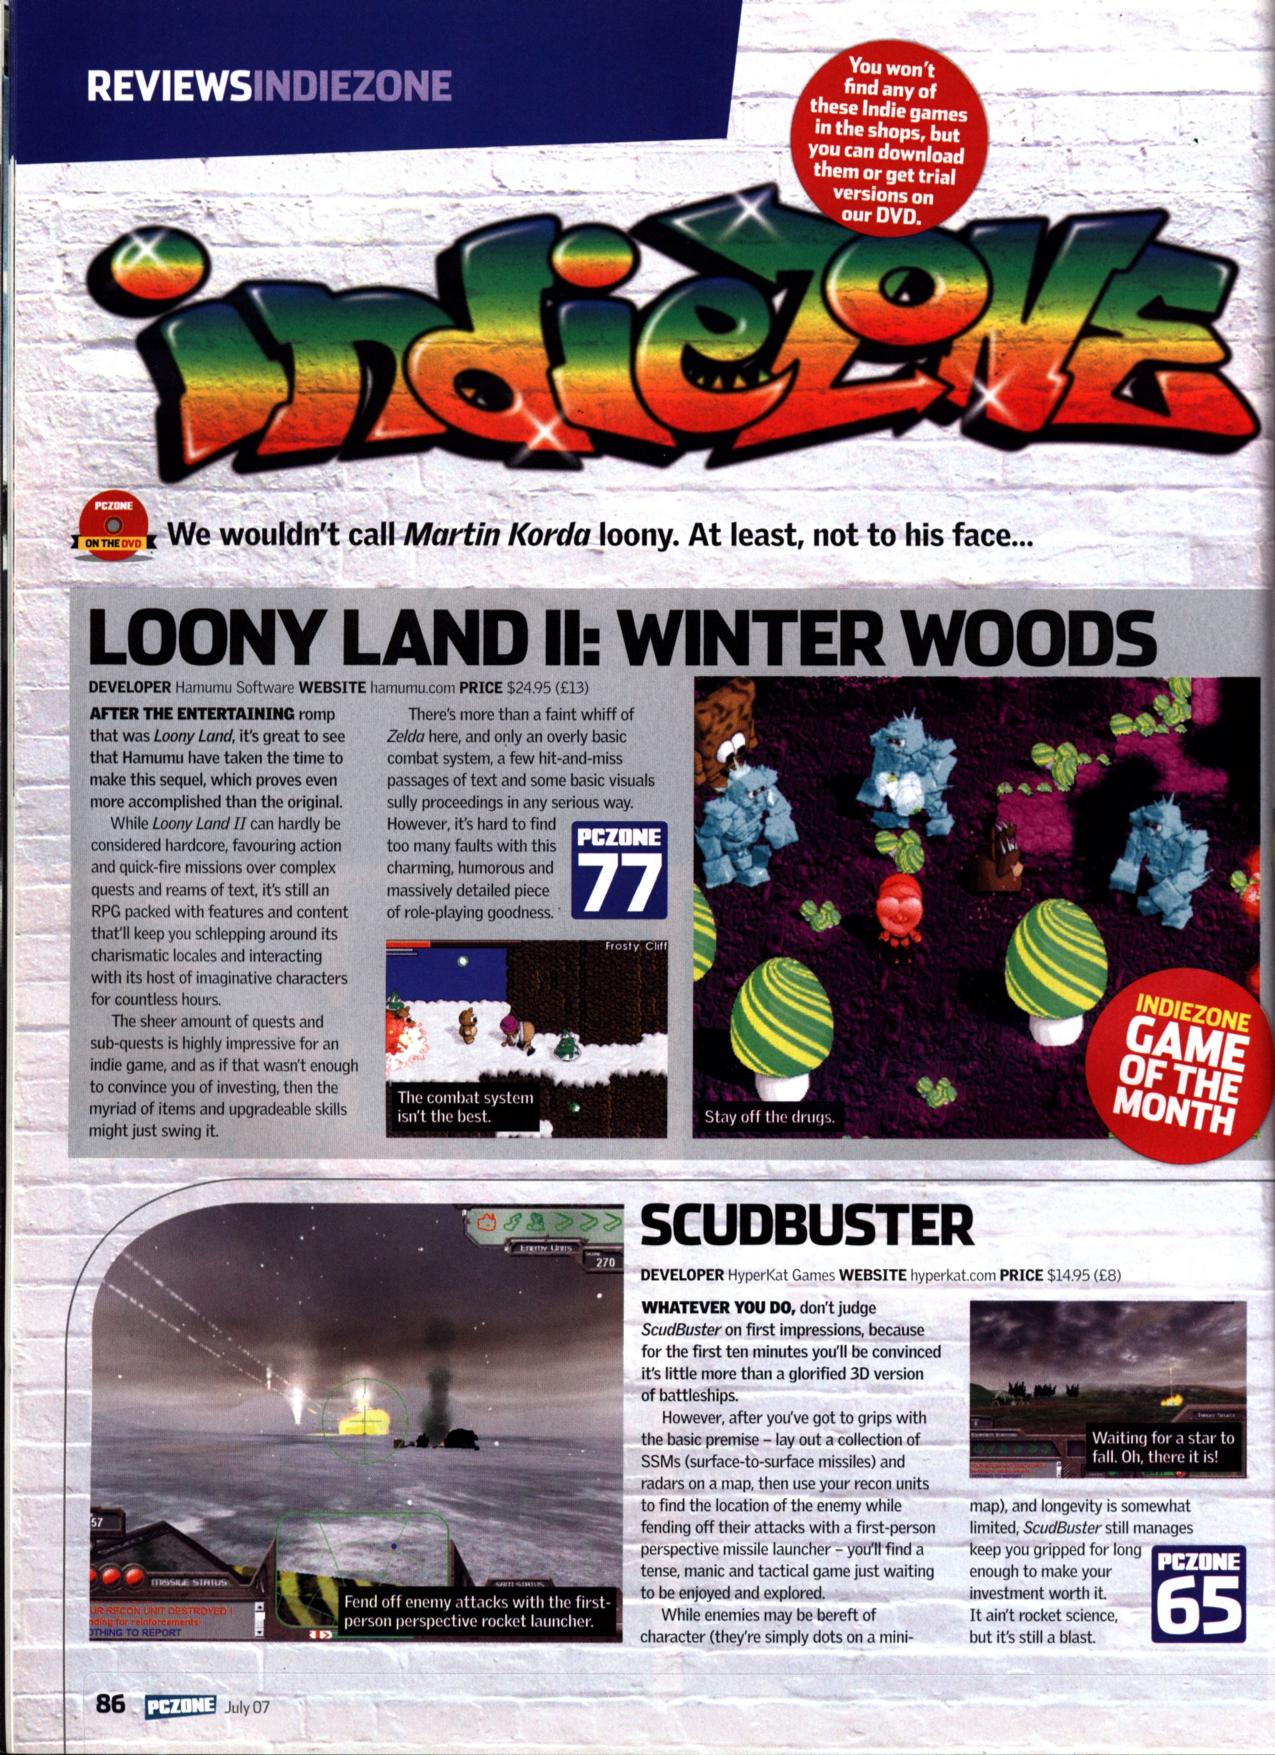 REVIEWSINDIEZONE
You won't
find any of
these Indie games
in the shops, but
you can download
them or get trial
versions on
our DVD.
indieZONE
PCZONE
ON THE DVD
We wouldn't call Martin Korda loony. At least, not to his face...
LOONY LAND II: WINTER WOODS
DEVELOPER Hamumu Software WEBSITE hamumu.com PRICE $24.95 (£13)
AFTER THE ENTERTAINING romp
that was Loony Land, it's great to see
that Hamumu have taken the time to
make this sequel, which proves even
more accomplished than the original.
While Loony Land II can hardly be
considered hardcore, favouring action
and quick-fire missions over complex
quests and reams of text, it's still an
RPG packed with features and content
that'll keep you schlepping around its
charismatic locales and interacting
with its host of imaginative characters
for countless hours.
The sheer amount of quests and
sub-quests is highly impressive for an
indie game, and as if that wasn't enough
to convince you of investing, then the
myriad of items and upgradeable skills
might just swing it.
There's more than a faint whiff of
Zelda here, and only an overly basic
combat system, a few hit-and-miss
passages of text and some basic visuals
sully proceedings in any serious way.
However, it's hard to find
too many faults with this
charming, humorous and
massively detailed piece
of role-playing goodness.
PCZONE
77
Frosty Cliff
The combat system
isn't the best.
Stay off the drugs.
INDIEZONE
GAME
OF THE
MONTH
Enemy Units
270
57
MISSILE STATUS
UR RECON UNIT DESTROYED !
nding for reinforcements
OTHING TO REPORT
SAM STATUS
Fend off enemy attacks with the first-
person perspective rocket launcher.
SCUDBUSTER
DEVELOPER HyperKat Games WEBSITE hyperkat.com PRICE $14.95 (£8)
WHATEVER YOU DO, don't judge
ScudBuster on first impressions, because
for the first ten minutes you'll be convinced
it's little more than a glorified 3D version
of battleships.
However, after you've got to grips with
the basic premise – lay out a collection of
SSMs (surface-to-surface missiles) and
radars on a map, then use your recon units
to find the location of the enemy while
fending off their attacks with a first-person
perspective missile launcher – you'll find a
tense, manic and tactical game just waiting
to be enjoyed and explored.
While enemies may be bereft of
character (they're simply dots on a mini-
Waiting for a star to
fall. Oh, there it is!
map), and longevity is somewhat
limited, ScudBuster still manages
keep you gripped for long
enough to make your
investment worth it.
It ain't rocket science,
but it's still a blast.
PCZONE
65
86 PCZONE July 07